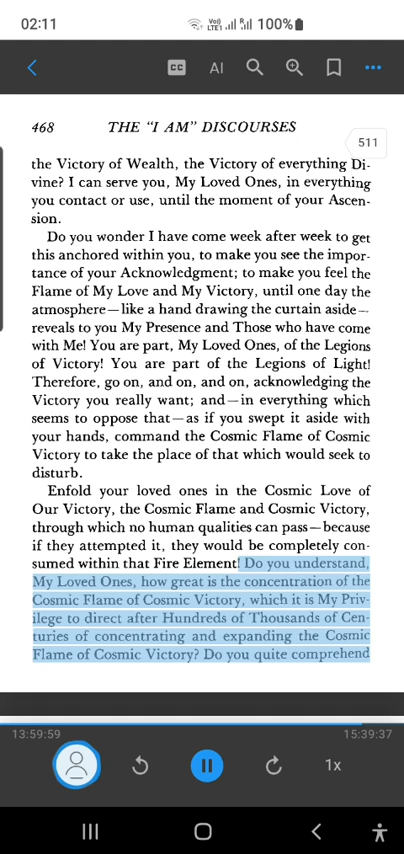 02:11
Vo)) LTE1 R 100%
CC AI
468 THE "I AM" DISCOURSES
511
the Victory of Wealth, the Victory of everything Di-
vine? I can serve you, My Loved Ones, in everything
you contact or use, until the moment of your Ascen-
sion.
Do you wonder I have come week after week to get
this anchored within you, to make you see the impor-
tance of your Acknowledgment; to make you feel the
Flame of My Love and My Victory, until one day the
atmosphere—like a hand drawing the curtain aside—
reveals to you My Presence and Those who have come
with Me! You are part, My Loved Ones, of the Legions
of Victory! You are part of the Legions of Light!
Therefore, go on, and on, and on, acknowledging the
Victory you really want; and—in everything which
seems to oppose that—as if you swept it aside with
your hands, command the Cosmic Flame of Cosmic
Victory to take the place of that which would seek to
disturb.
Enfold your loved ones in the Cosmic Love of
Our Victory, the Cosmic Flame and Cosmic Victory,
through which no human qualities can pass—because
if they attempted it, they would be completely con-
sumed within that Fire Element! Do you understand,
My Loved Ones, how great is the concentration of the
Cosmic Flame of Cosmic Victory, which it is My Priv-
ilege to direct after Hundreds of Thousands of Cen-
turies of concentrating and expanding the Cosmic
Flame of Cosmic Victory? Do you quite comprehend
13:59:59 15:39:37
1x